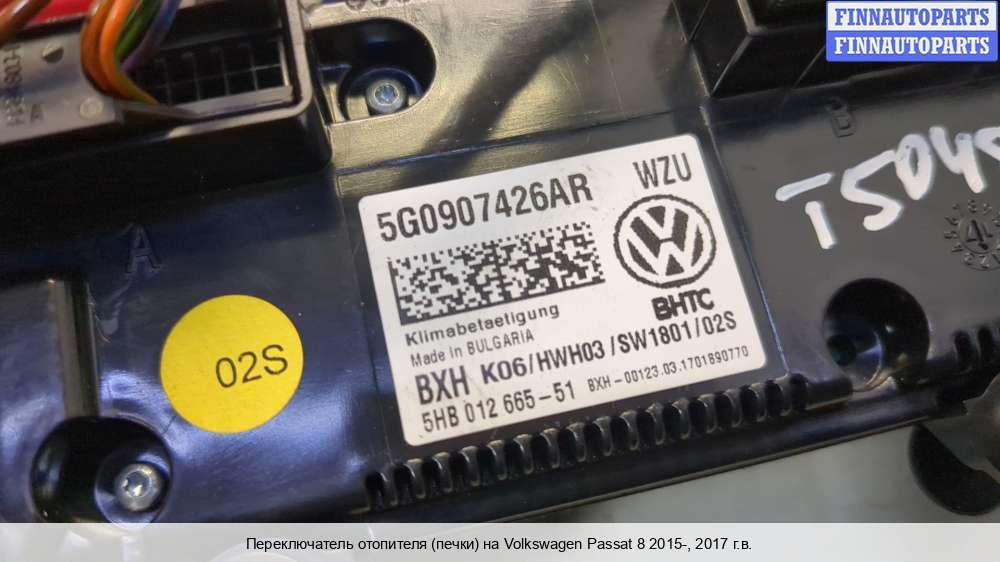 FINNAUTOPARTS
FINNAUTOPARTS
A
B
T504
5G0907426AR
WZU
BHTC
Klimabetaetigung
Made in BULGARIA
BXH K06/HWH03/SW1801/02S
5HB 012 665-51 BXH-00123.03.1701690770
A
02S
Переключатель отопителя (печки) на Volkswagen Passat 8 2015-, 2017 г.в.